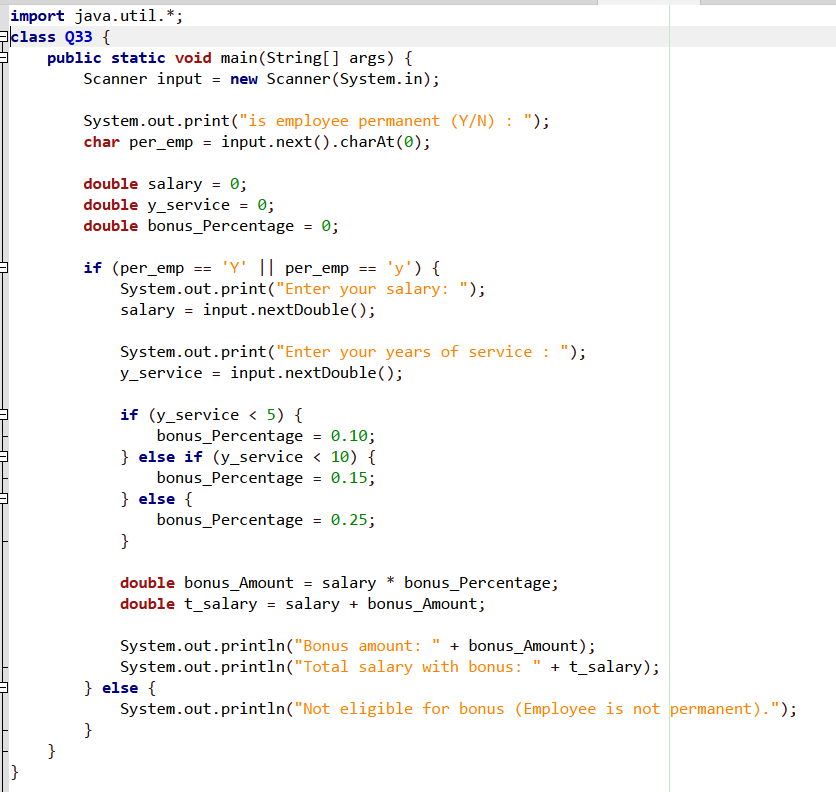 import java.util.*;
class Q33 {
    public static void main(String[] args) {
        Scanner input = new Scanner(System.in);

        System.out.print("is employee permanent (Y/N) : ");
        char per_emp = input.next().charAt(0);

        double salary = 0;
        double y_service = 0;
        double bonus_Percentage = 0;

        if (per_emp == 'Y' || per_emp == 'y') {
            System.out.print("Enter your salary: ");
            salary = input.nextDouble();

            System.out.print("Enter your years of service : ");
            y_service = input.nextDouble();

            if (y_service < 5) {
                bonus_Percentage = 0.10;
            } else if (y_service < 10) {
                bonus_Percentage = 0.15;
            } else {
                bonus_Percentage = 0.25;
            }

            double bonus_Amount = salary * bonus_Percentage;
            double t_salary = salary + bonus_Amount;

            System.out.println("Bonus amount: " + bonus_Amount);
            System.out.println("Total salary with bonus: " + t_salary);
        } else {
            System.out.println("Not eligible for bonus (Employee is not permanent).");
        }
    }
}